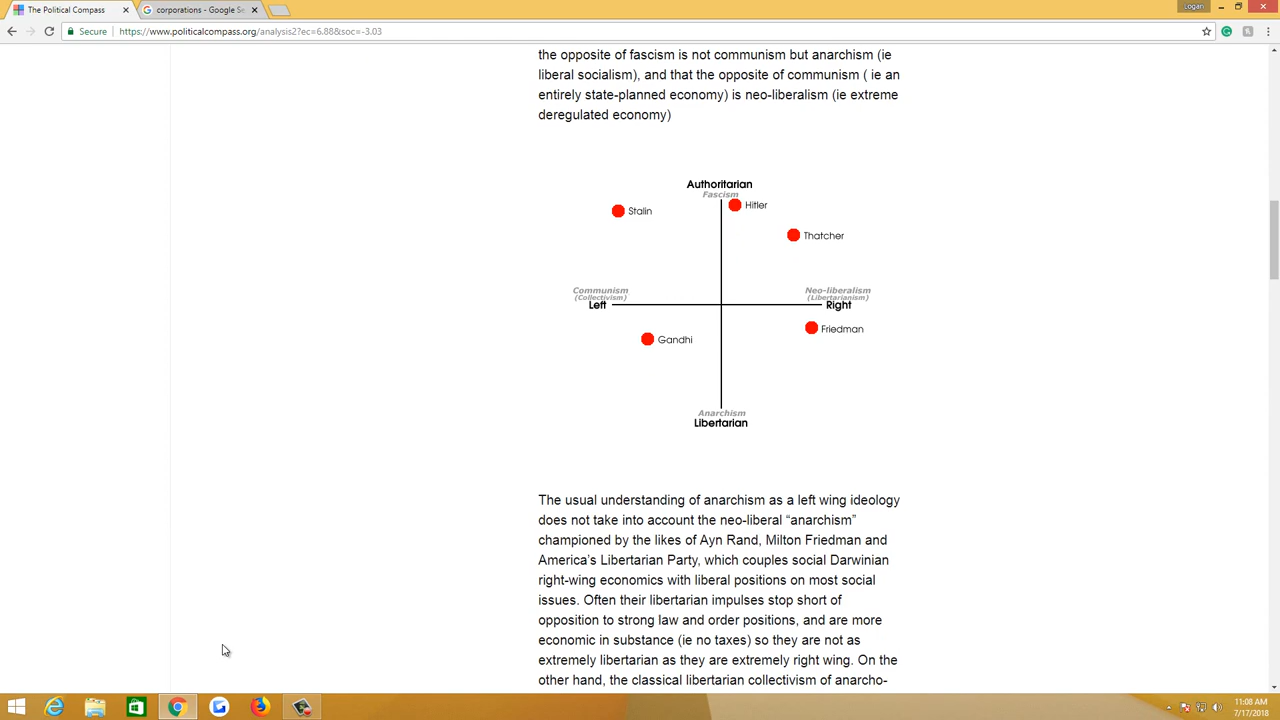 The Political Compass
corporations - Google Se
Logan
Secure
https://www.politicalcompass.org/analysis2?ec=6.88&soc=-3.03
the opposite of fascism is not communism but anarchism (ie
liberal socialism), and that the opposite of communism ( ie an
entirely state-planned economy) is neo-liberalism (ie extreme
deregulated economy)
Authoritarian
Fascism
Stalin
Hitler
Thatcher
Communism
(Collectivism)
Left
Neo-liberalism
(Libertarianism)
Right
Friedman
Gandhi
Anarchism
Libertarian
The usual understanding of anarchism as a left wing ideology
does not take into account the neo-liberal “anarchism”
championed by the likes of Ayn Rand, Milton Friedman and
America’s Libertarian Party, which couples social Darwinian
right-wing economics with liberal positions on most social
issues. Often their libertarian impulses stop short of
opposition to strong law and order positions, and are more
economic in substance (ie no taxes) so they are not as
extremely libertarian as they are extremely right wing. On the
other hand, the classical libertarian collectivism of anarcho-
11:08 AM
7/17/2018